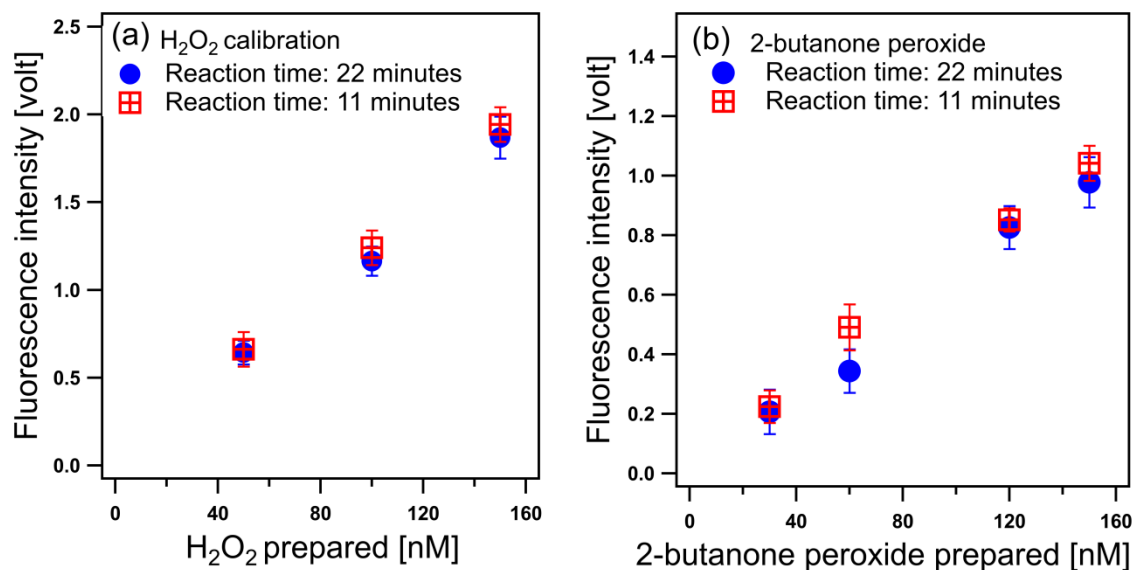 (a) H₂O₂ calibration
Reaction time: 22 minutes
Reaction time: 11 minutes
Fluorescence intensity [volt]
2.5
2.0
1.5
1.0
0.5
0.0
0 40 80 120 160
H₂O₂ prepared [nM]
(b) 2-butanone peroxide
Reaction time: 22 minutes
Reaction time: 11 minutes
Fluorescence intensity [volt]
1.4
1.2
1.0
0.8
0.6
0.4
0.2
0.0
0 40 80 120 160
2-butanone peroxide prepared [nM]